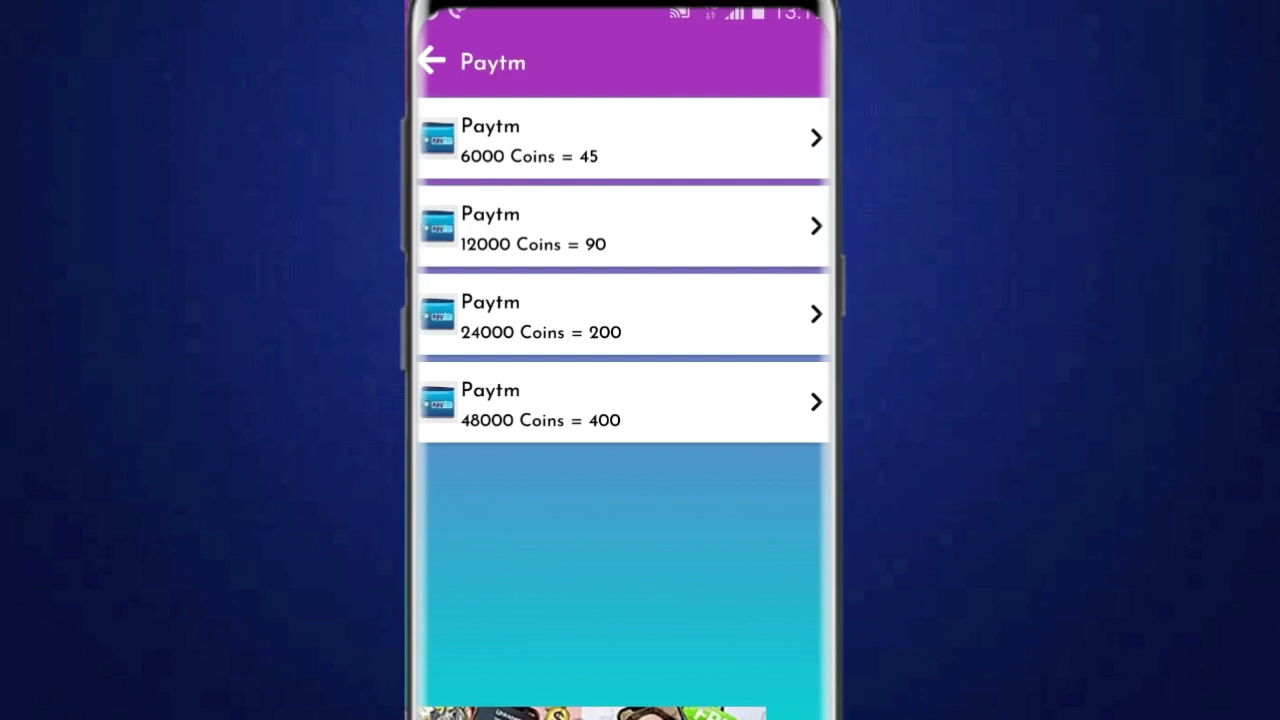 Paytm
Paytm
6000 Coins = 45
Paytm
12000 Coins = 90
Paytm
24000 Coins = 200
Paytm
48000 Coins = 400